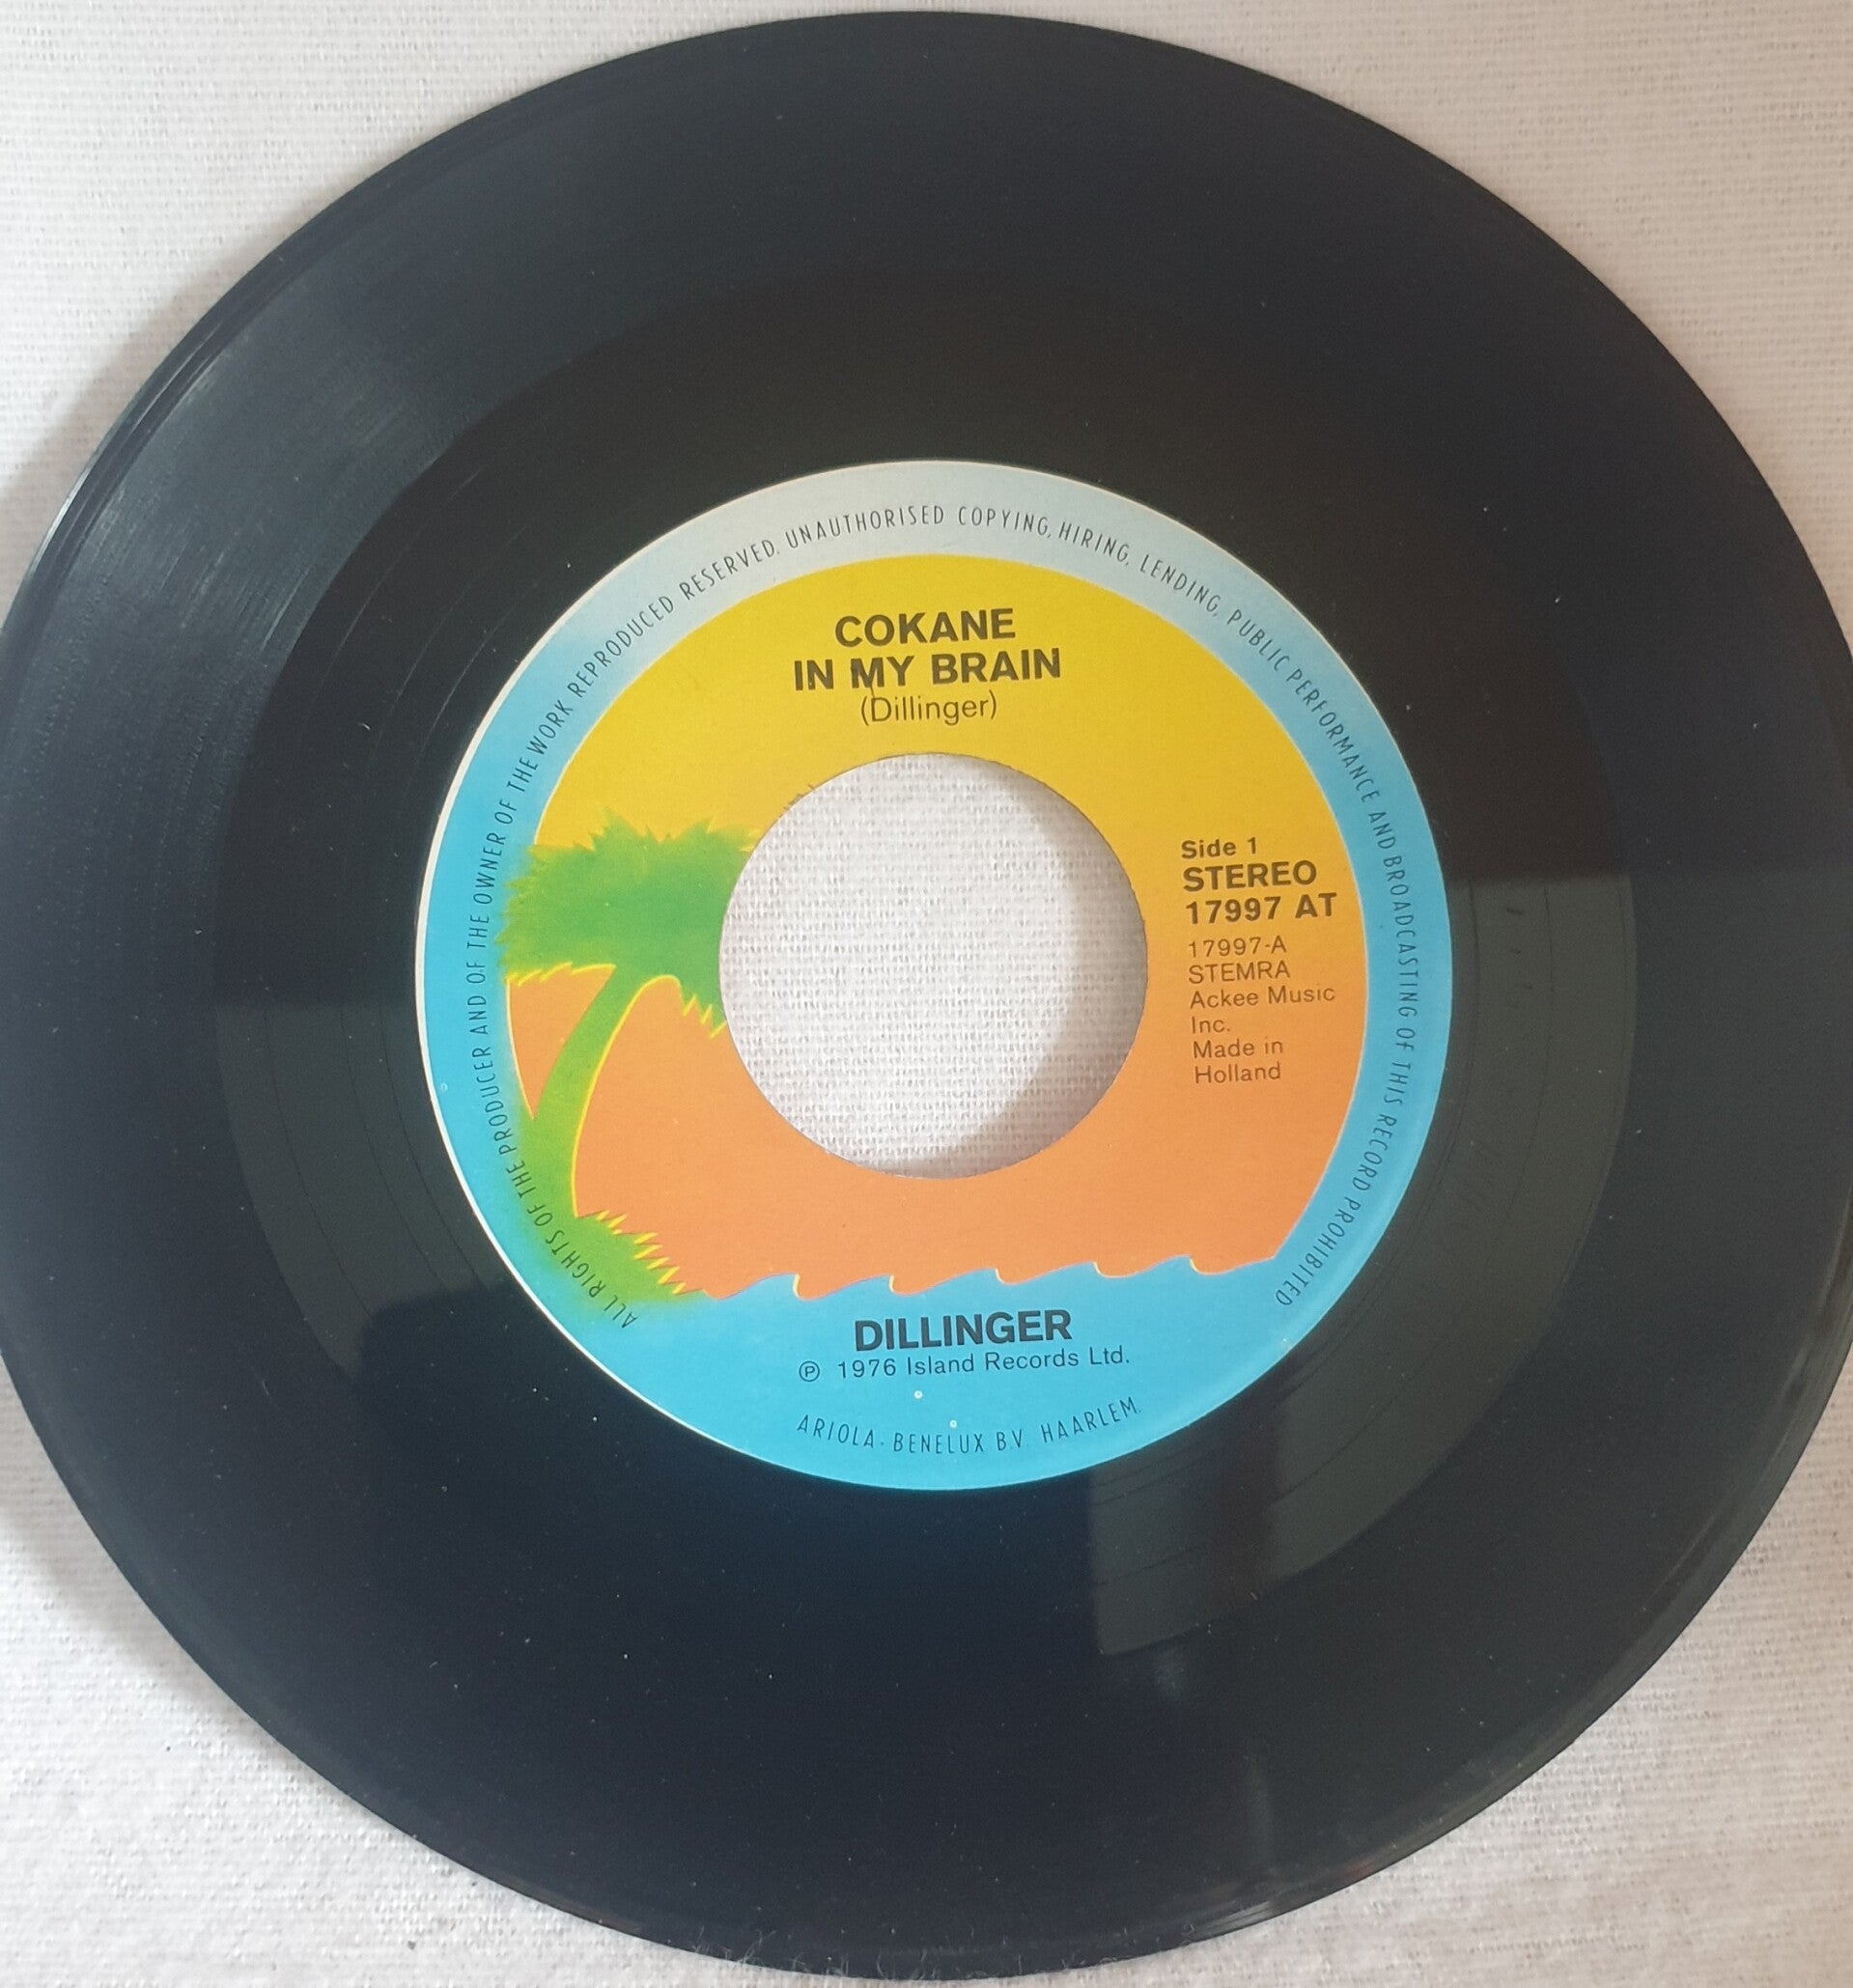 ALL RIGHTS OF THE PRODUCER AND OF THE OWNER OF THE WORK REPRODUCED RESERVED. UNAUTHORISED COPYING, HIRING, LENDING, PUBLIC PERFORMANCE AND BROADCASTING OF THIS RECORD PROHIBITED
COKANE
IN MY BRAIN
(Dillinger)
Side 1
STEREO
17997 AT
17997-A
STEMRA
Ackee Music
Inc.
Made in
Holland
DILLINGER
℗ 1976 Island Records Ltd.
ARIOLA-BENELUX B.V. HAARLEM.